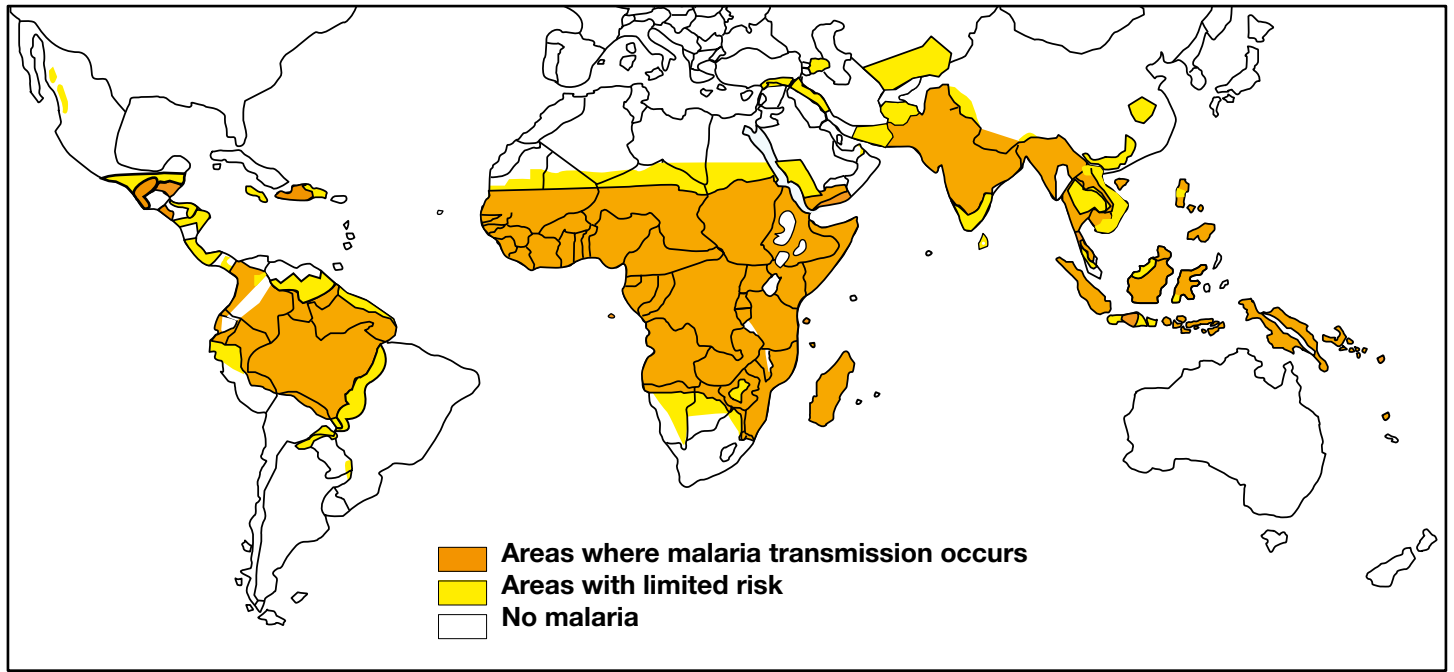 Areas where malaria transmission occurs
Areas with limited risk
No malaria